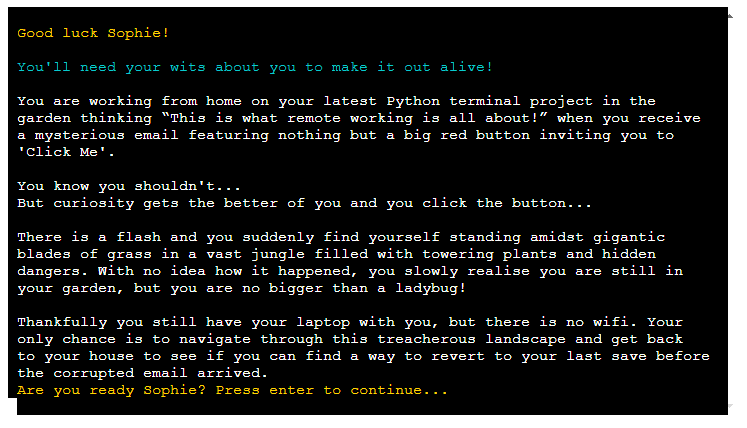 Good luck Sophie!
You'll need your wits about you to make it out alive!
You are working from home on your latest Python terminal project in the
garden thinking “This is what remote working is all about!” when you receive
a mysterious email featuring nothing but a big red button inviting you to
'Click Me'.
You know you shouldn't...
But curiosity gets the better of you and you click the button...
There is a flash and you suddenly find yourself standing amidst gigantic
blades of grass in a vast jungle filled with towering plants and hidden
dangers. With no idea how it happened, you slowly realise you are still in
your garden, but you are no bigger than a ladybug!
Thankfully you still have your laptop with you, but there is no wifi. Your
only chance is to navigate through this treacherous landscape and get back
to your house to see if you can find a way to revert to your last save before
the corrupted email arrived.
Are you ready Sophie? Press enter to continue...